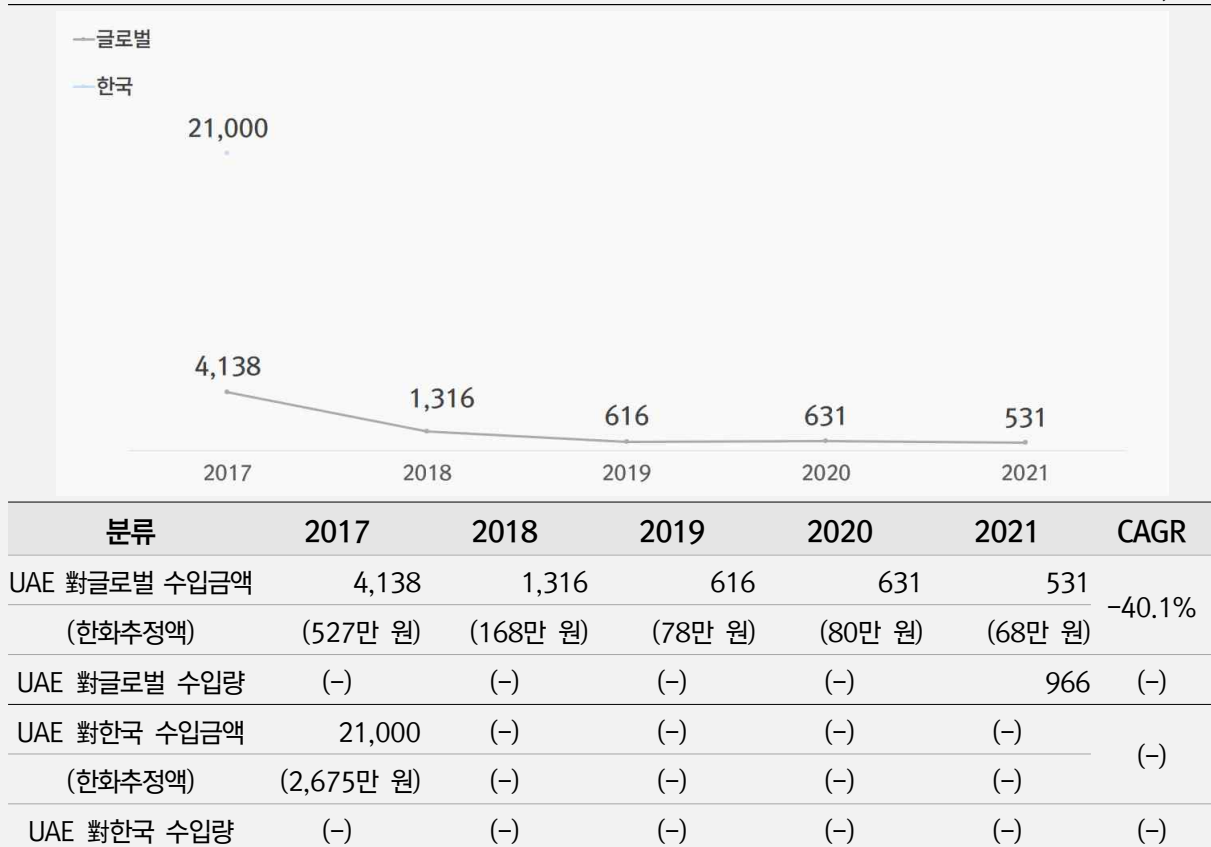 글로벌
한국
21,000
4,138
1,316
616
631
531
2017 2018 2019 2020 2021
분류 2017 2018 2019 2020 2021 CAGR
UAE 對글로벌 수입금액 4,138 1,316 616 631 531 -40.1%
(한화추정액) (527만 원) (168만 원) (78만 원) (80만 원) (68만 원)
UAE 對글로벌 수입량 (-) (-) (-) (-) 966 (-)
UAE 對한국 수입금액 21,000 (-) (-) (-) (-) (-)
(한화추정액) (2,675만 원) (-) (-) (-) (-)
UAE 對한국 수입량 (-) (-) (-) (-) (-) (-)